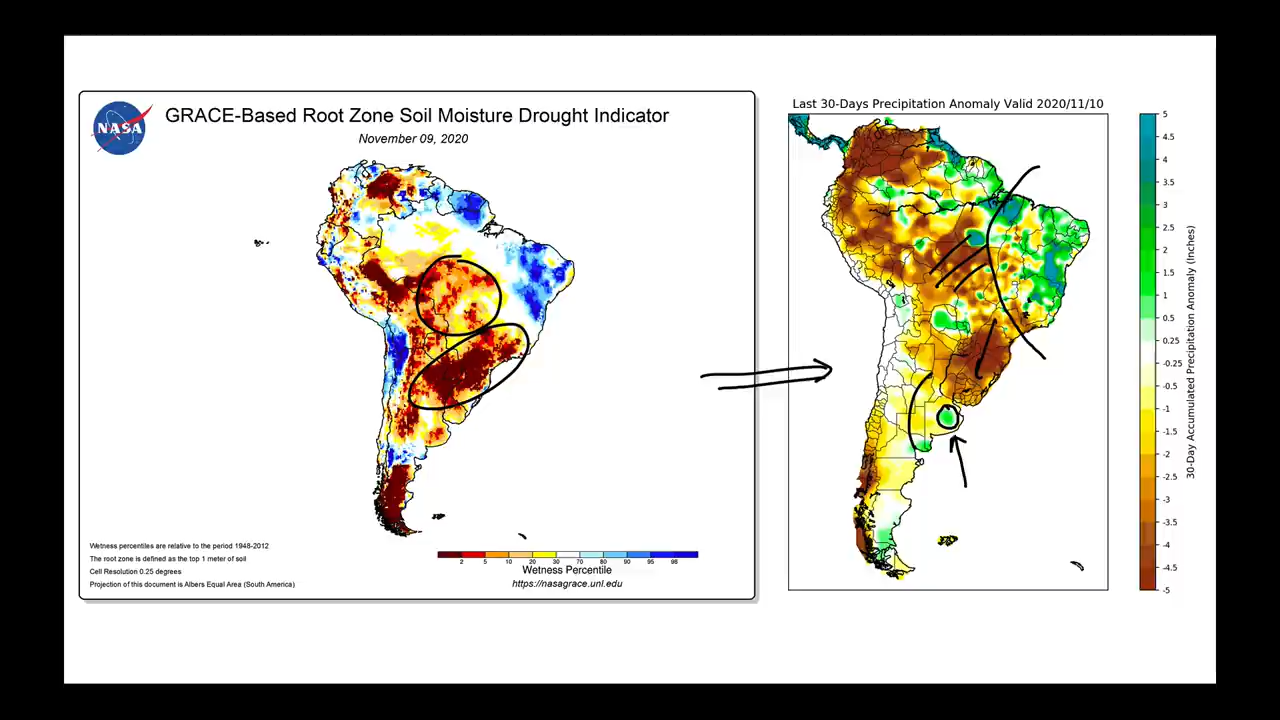 NASA
GRACE-Based Root Zone Soil Moisture Drought Indicator
November 09, 2020
Wetness percentiles are relative to the period 1948-2012
The root zone is defined as the top 1 meter of soil
Cell Resolution 0.25 degrees
Projection of this document is Albers Equal Area (South America)
2 5 10 20 30 70 80 90 95 98
Wetness Percentile
https://nasagrace.unl.edu
Last 30-Days Precipitation Anomaly Valid 2020/11/10
5
4.5
4
3.5
3
2.5
2
1.5
1
0.5
0.25
-0.25
-0.5
-1
-2
-2.5
-3
-3.5
-4
-4.5
-5
30-Day Accumulated Precipitation Anomaly (Inches)